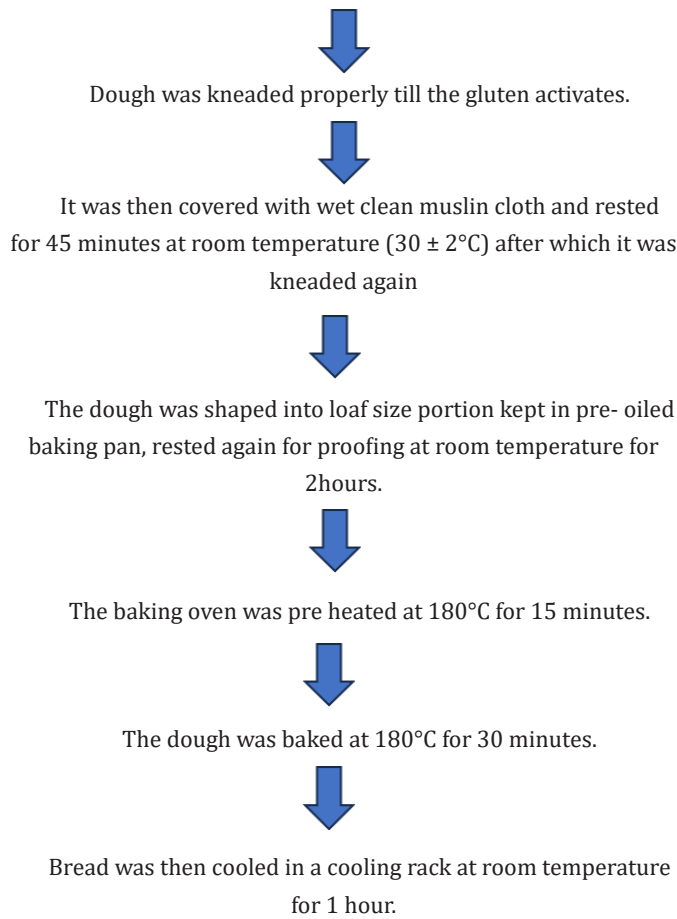 Dough was kneaded properly till the gluten activates.
It was then covered with wet clean muslin cloth and rested
for 45 minutes at room temperature (30 ± 2°C) after which it was
kneaded again
The dough was shaped into loaf size portion kept in pre- oiled
baking pan, rested again for proofing at room temperature for
2hours.
The baking oven was pre heated at 180°C for 15 minutes.
The dough was baked at 180°C for 30 minutes.
Bread was then cooled in a cooling rack at room temperature
for 1 hour.